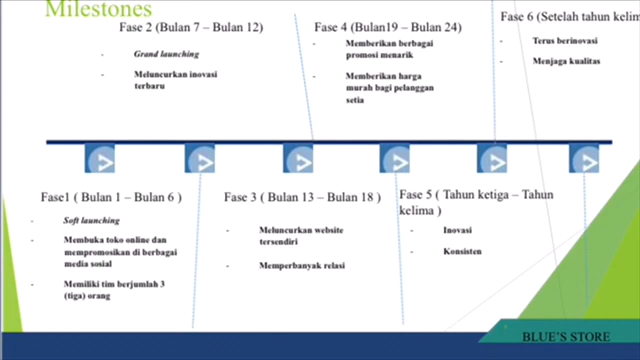 Milestones
Fase 2 (Bulan 7 – Bulan 12)
- Grand launching
- Meluncurkan inovasi
terbaru
Fase 4 (Bulan19 – Bulan 24)
- Memberikan berbagai
promosi menarik
- Memberikan harga
murah bagi pelanggan
setia
Fase 6 (Setelah tahun kelim
- Terus berinovasi
- Menjaga kualitas
Fase1 ( Bulan 1 – Bulan 6 )
- Soft launching
- Membuka toko online dan
mempromosikan di berbagai
media sosial
- Memiliki tim berjumlah 3
(tiga) orang
Fase 3 ( Bulan 13 – Bulan 18 )
- Meluncurkan website
tersendiri
- Memperbanyak relasi
Fase 5 ( Tahun ketiga – Tahun
kelima )
- Inovasi
- Konsisten
BLUE'S STORE